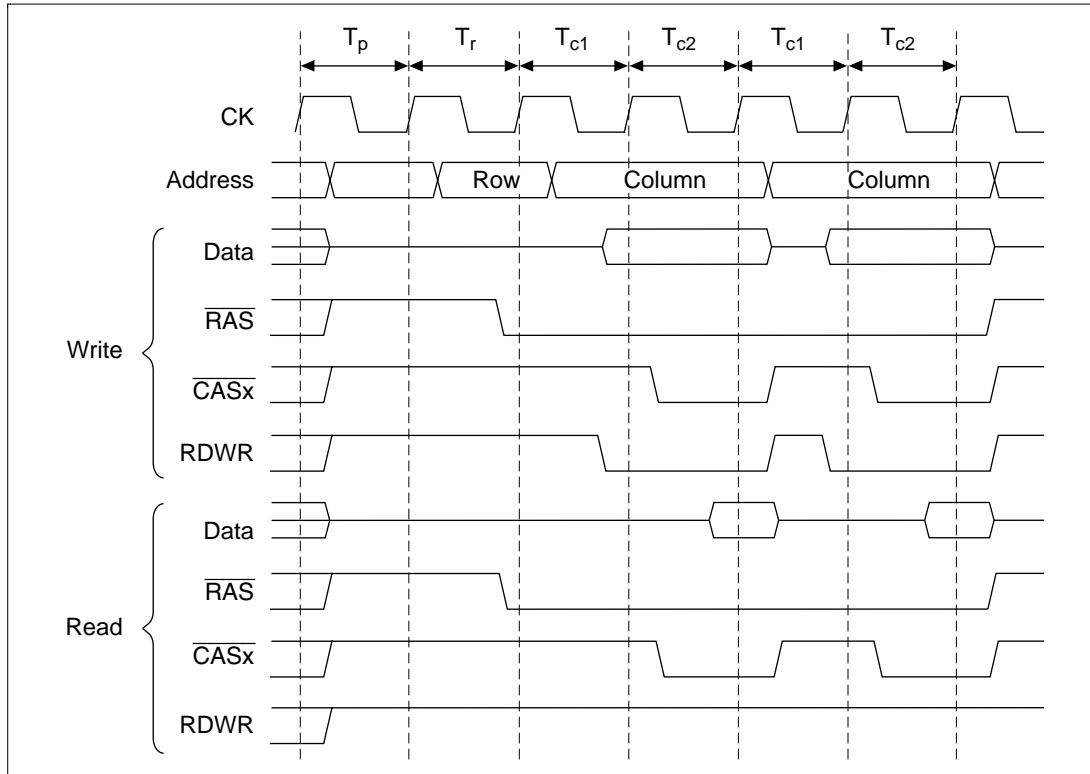 Tp Tr Tc1 Tc2 Tc1 Tc2
CK
Address Row Column Column
Write
Data
RAS
CASx
RDWR
Read
Data
RAS
CASx
RDWR